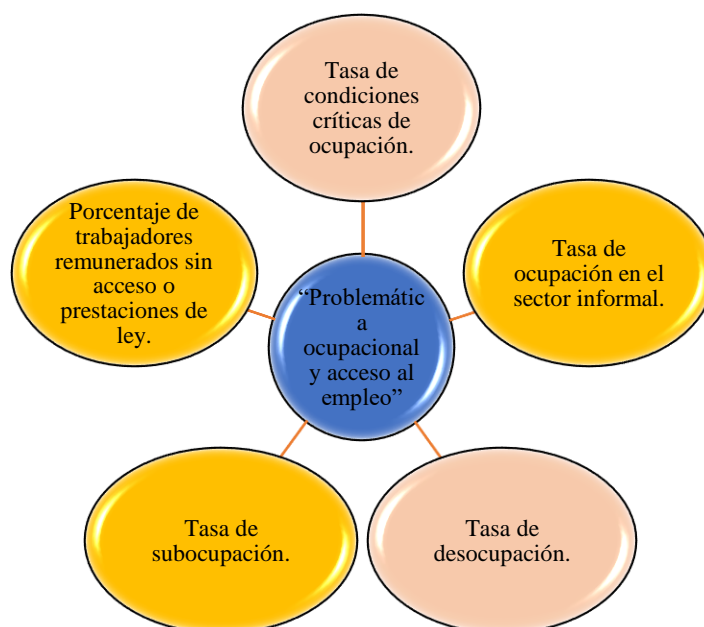 Tasa de
condiciones
críticas de
ocupación.
Porcentaje de
trabajadores
remunerados sin
acceso o
prestaciones de
ley.
Tasa de
ocupación en el
sector informal.
“Problemátic
a
ocupacional
y acceso al
empleo”
Tasa de
subocupación.
Tasa de
desocupación.